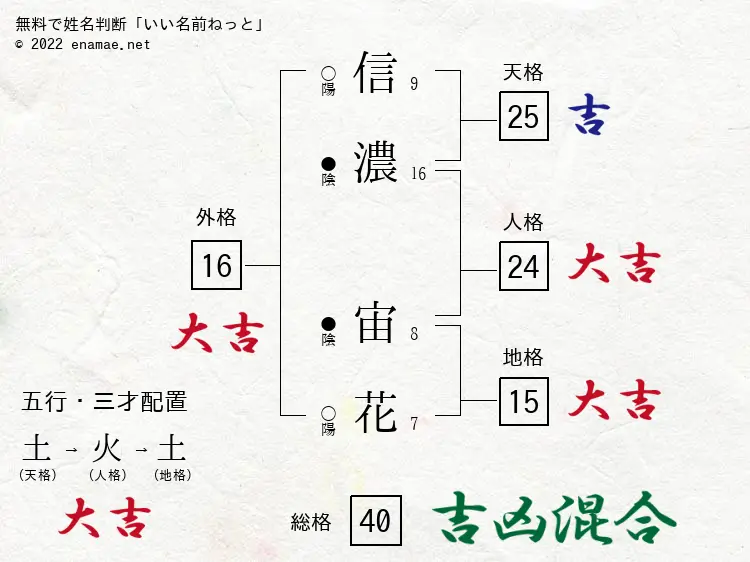 無料で姓名判断「いい名前ねっと」
© 2022 enamae.net
○陽 信 9
●陰 濃 16
●陰 宙 8
○陽 花 7
天格
25 吉
人格
24 大吉
地格
15 大吉
外格
16
大吉
五行・三才配置
土 → 火 → 土
(天格) (人格) (地格)
大吉
総格 40 吉凶混合